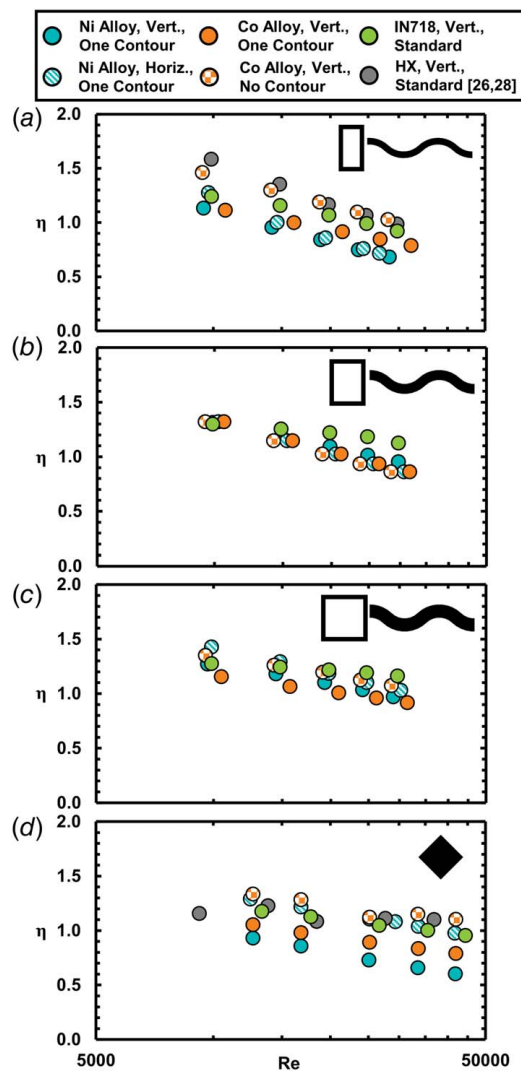 Ni Alloy, Vert.,
One Contour
Co Alloy, Vert.,
One Contour
IN718, Vert.,
Standard
Ni Alloy, Horiz.,
One Contour
Co Alloy, Vert.,
No Contour
HX, Vert.,
Standard [26,28]
(a)
2.0
1.5
η
1.0
0.5
0.0
(b)
2.0
1.5
η
1.0
0.5
0.0
(c)
2.0
1.5
η
1.0
0.5
0.0
(d)
2.0
1.5
η
1.0
0.5
0.0
5000
Re
50000